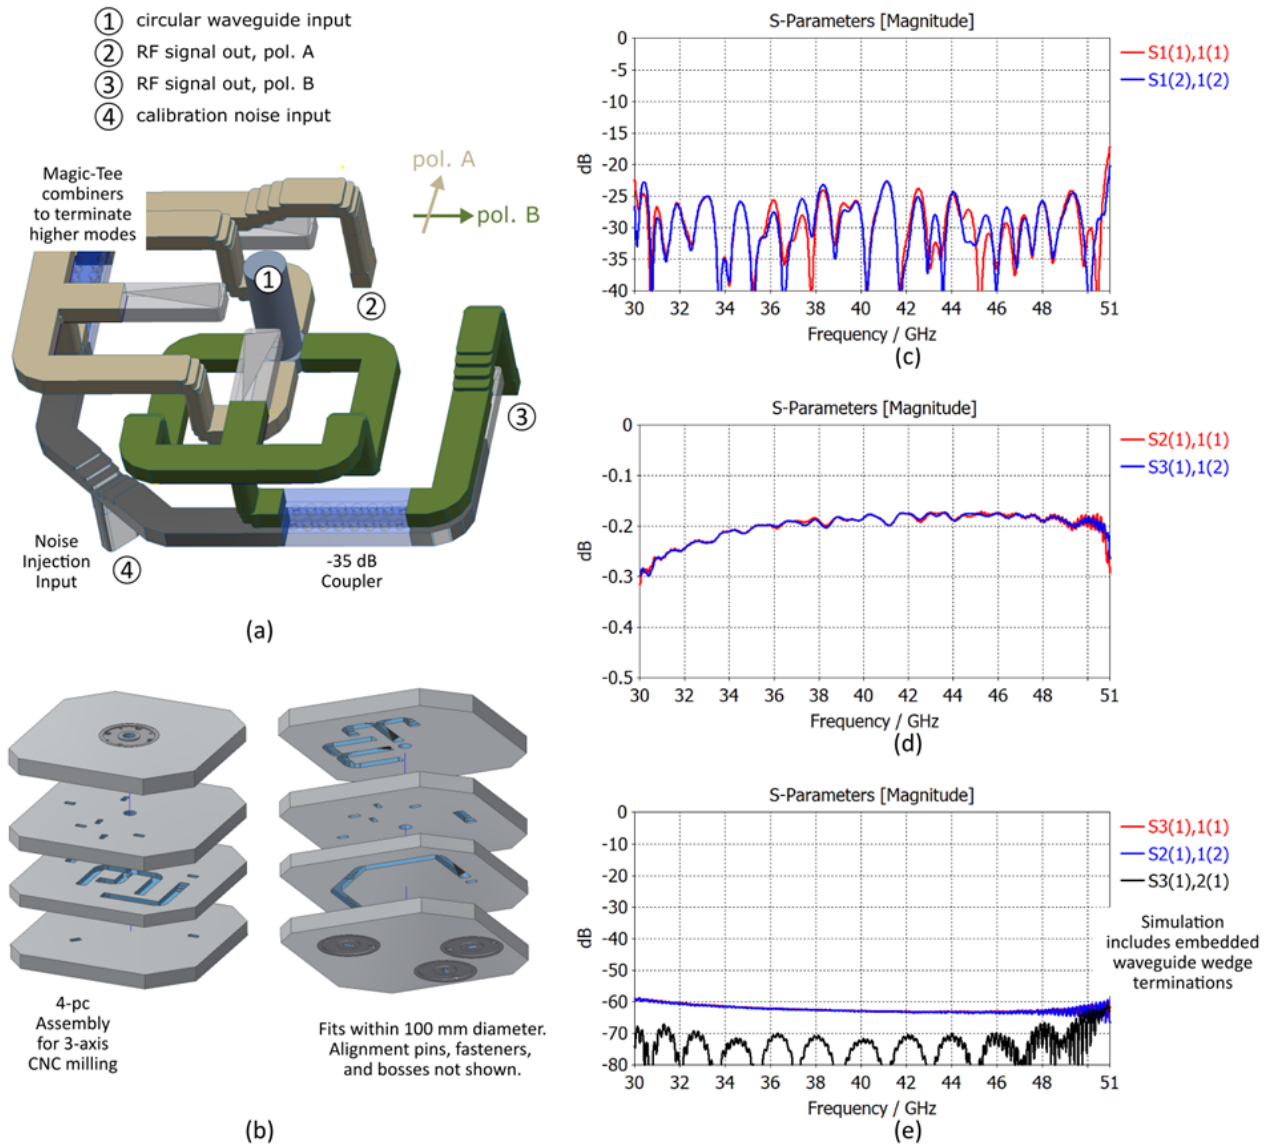 ① circular waveguide input
② RF signal out, pol. A
③ RF signal out, pol. B
④ calibration noise input
Magic-Tee
combiners
to terminate
higher modes
pol. A
pol. B
①
②
③
Noise
Injection
Input
④
-35 dB
Coupler
(a)
4-pc
Assembly
for 3-axis
CNC milling
Fits within 100 mm diameter.
Alignment pins, fasteners,
and bosses not shown.
(b)
S-Parameters [Magnitude]
0
-5
-10
-15
-20
-25
-30
-35
-40
dB
30 32 34 36 38 40 42 44 46 48 51
Frequency / GHz
S1(1),1(1)
S1(2),1(2)
(c)
S-Parameters [Magnitude]
0
-0.1
-0.2
-0.3
-0.4
-0.5
dB
30 32 34 36 38 40 42 44 46 48 51
Frequency / GHz
S2(1),1(1)
S3(1),1(2)
(d)
S-Parameters [Magnitude]
0
-10
-20
-30
-40
-50
-60
-70
-80
dB
30 32 34 36 38 40 42 44 46 48 51
Frequency / GHz
S3(1),1(1)
S2(1),1(2)
S3(1),2(1)
Simulation
includes embedded
waveguide wedge
terminations
(e)